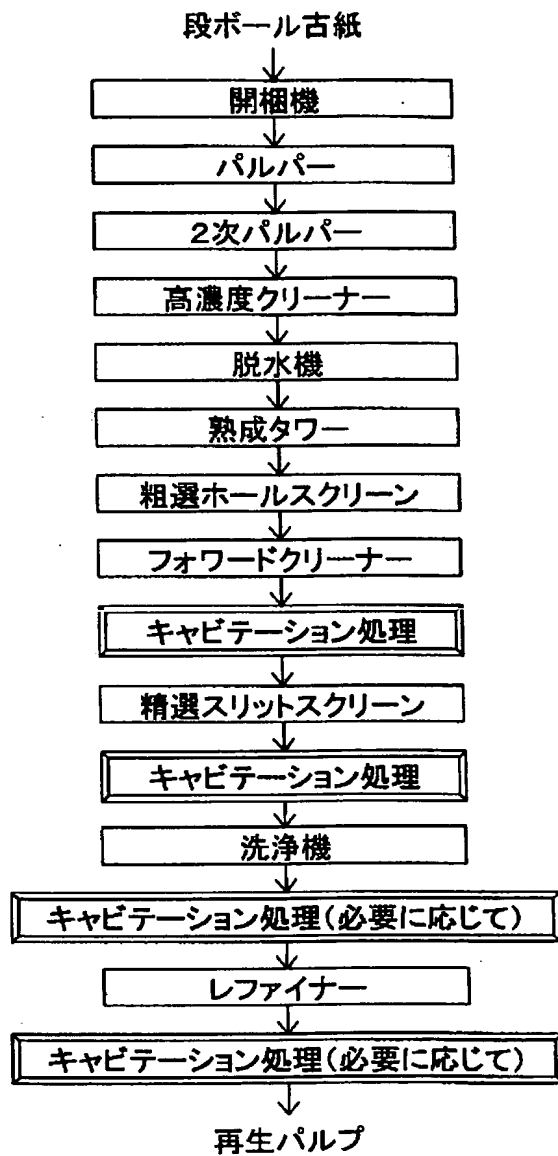 段ボール古紙
開梱機
パルパー
2次パルパー
高濃度クリーナー
脱水機
熟成タワー
粗選ホールスクリーン
フォワードクリーナー
キャビテーション処理
精選スリットスクリーン
キャビテーション処理
洗浄機
キャビテーション処理(必要に応じて)
レファイナー
キャビテーション処理(必要に応じて)
再生パルプ